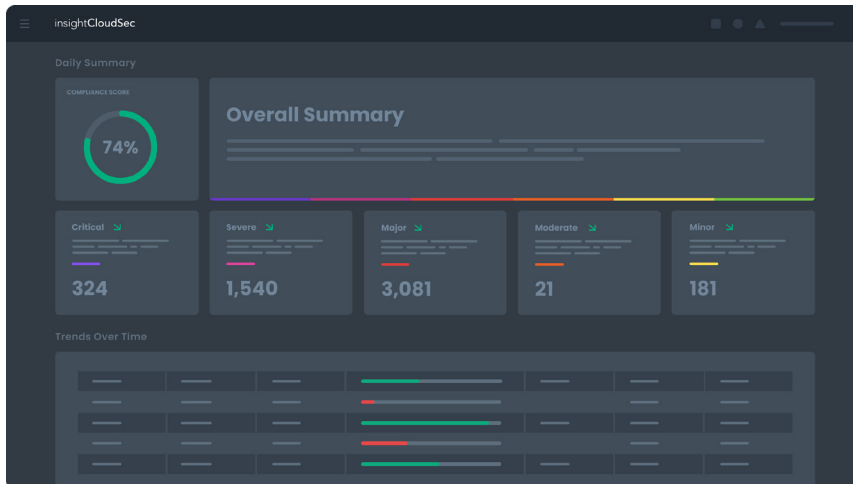 insightCloudSec
Daily Summary
COMPLIANCE SCORE
74%
Overall Summary
Critical
324
Severe
1,540
Major
3,081
Moderate
21
Minor
181
Trends Over Time